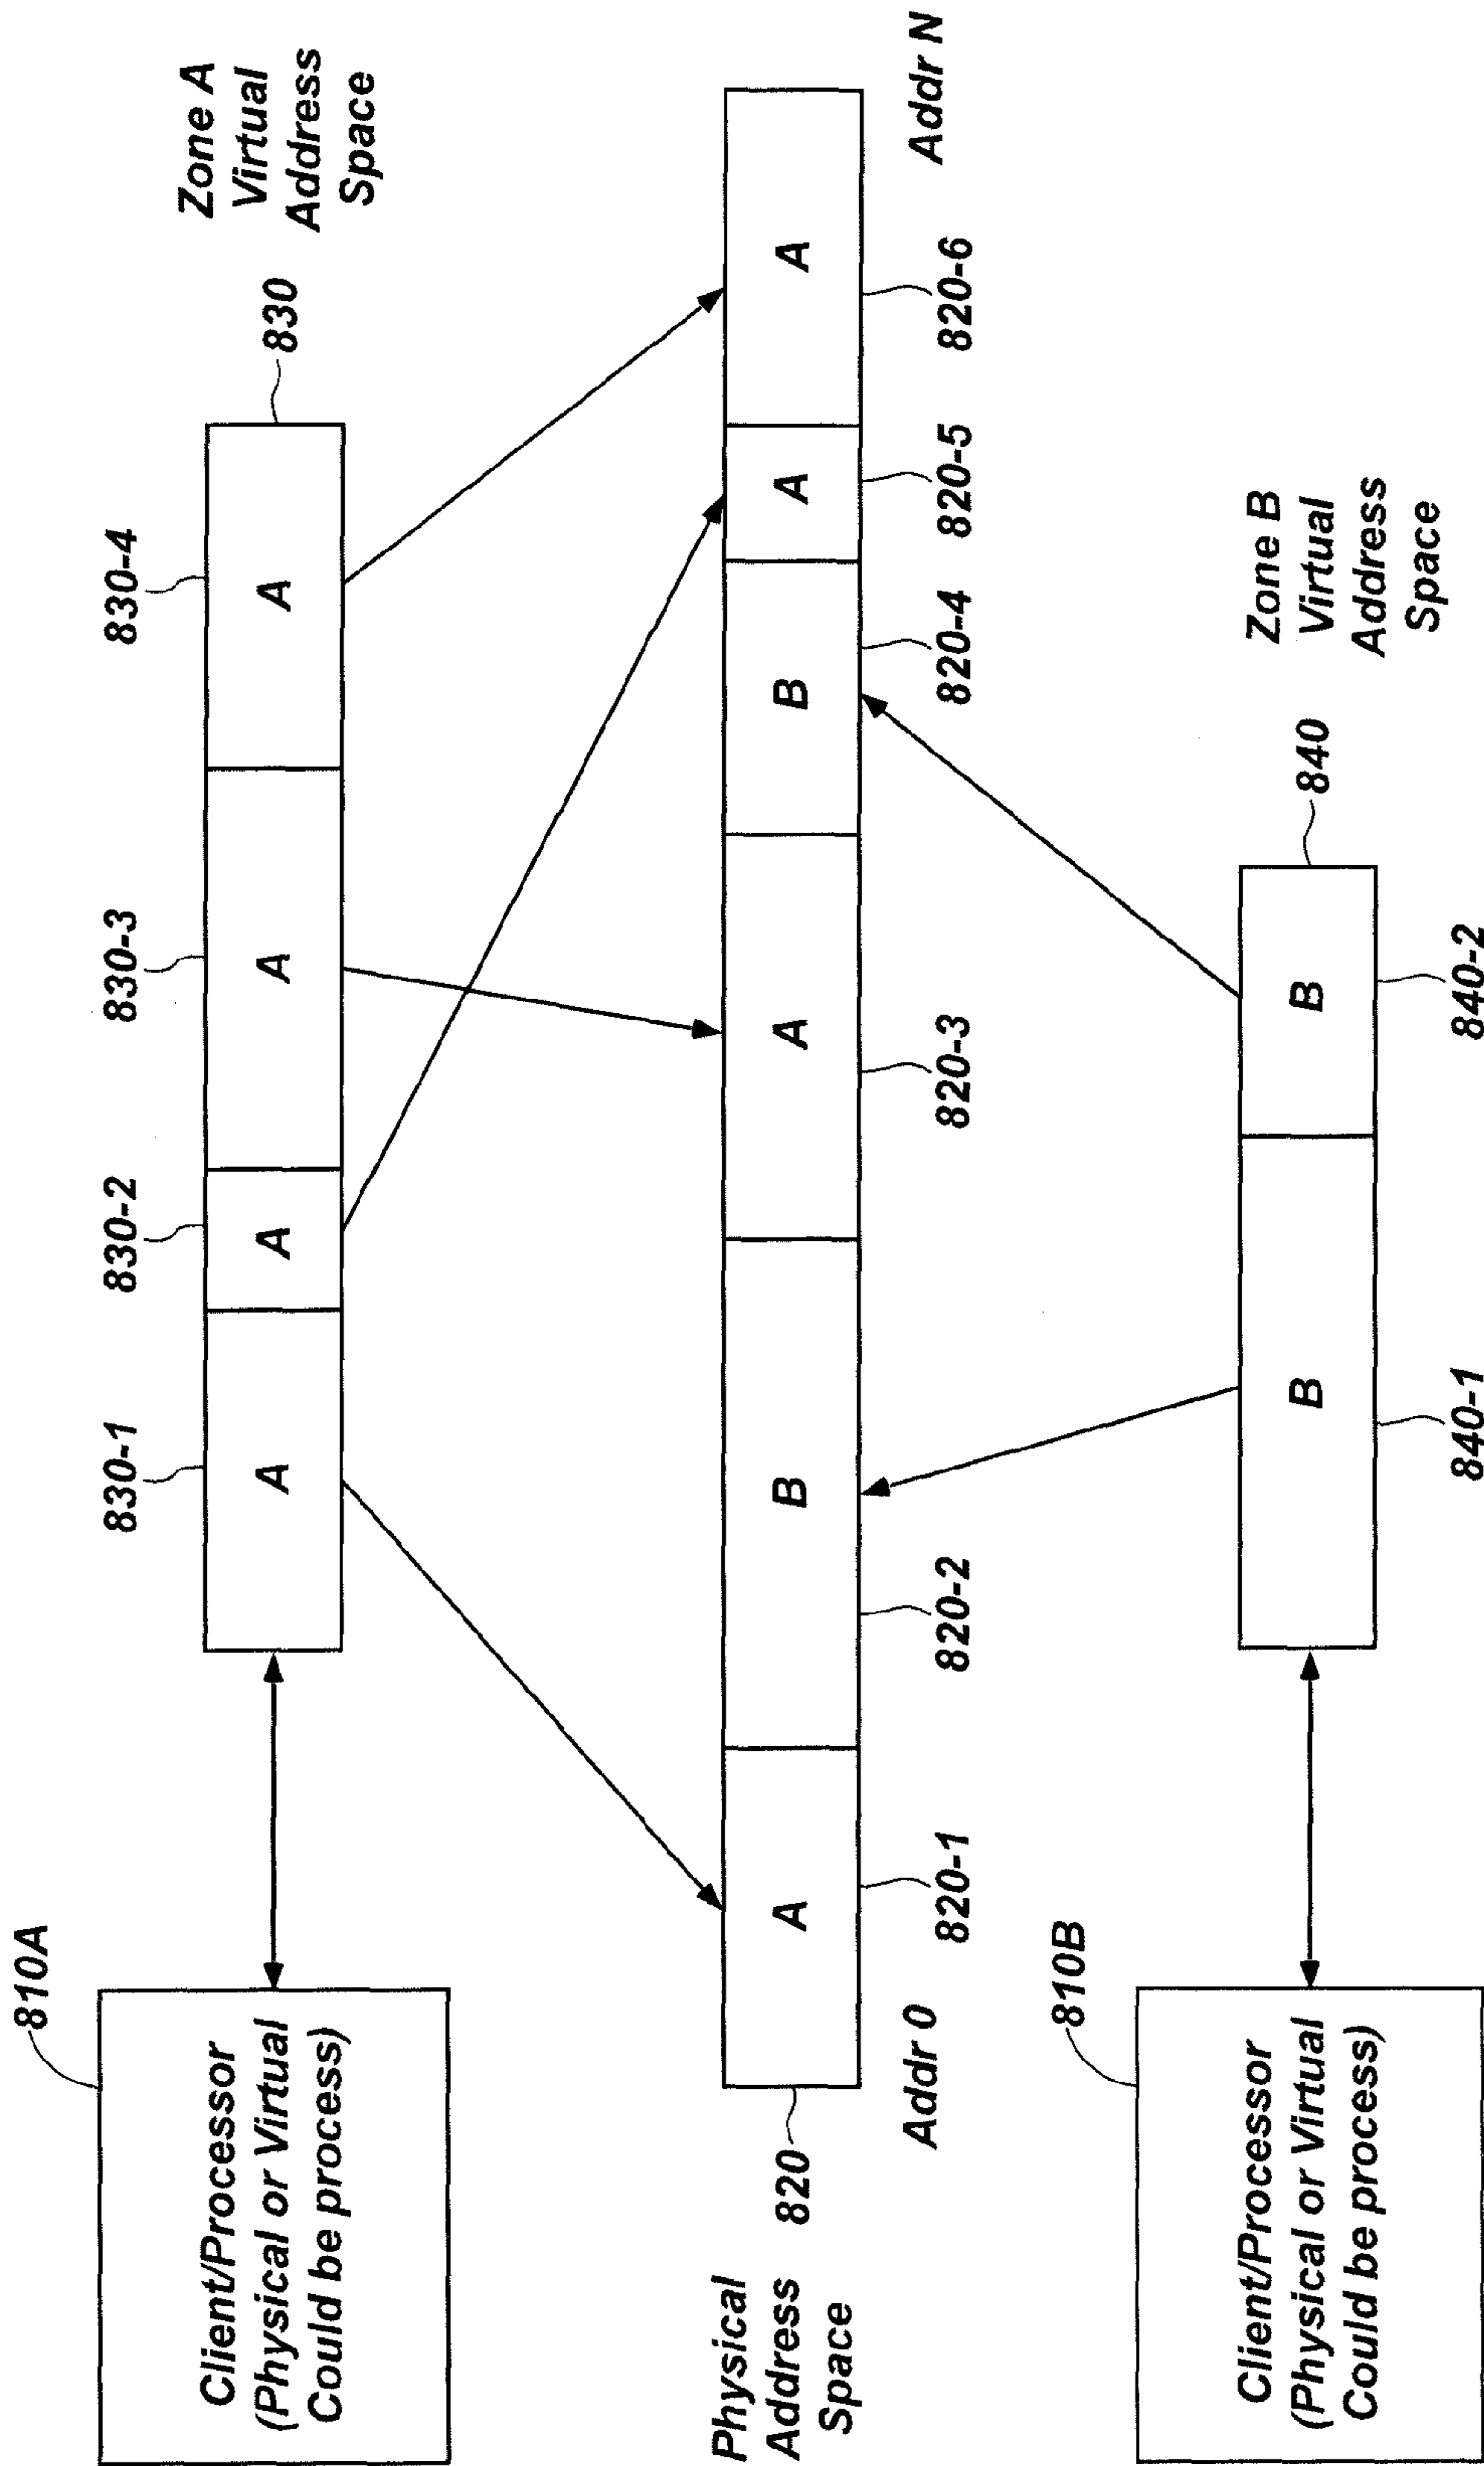 810A
Client/Processor
(Physical or Virtual
Could be process)
830-1
830-2
830-3
830-4
A
A
A
A
830
Zone A
Virtual
Address
Space
Physical
Address
Space
820
Addr 0
A
B
A
B
A
A
820-1
820-2
820-3
820-4
820-5
820-6
Addr N
810B
Client/Processor
(Physical or Virtual
Could be process)
B
B
840-1
840-2
840
Zone B
Virtual
Address
Space